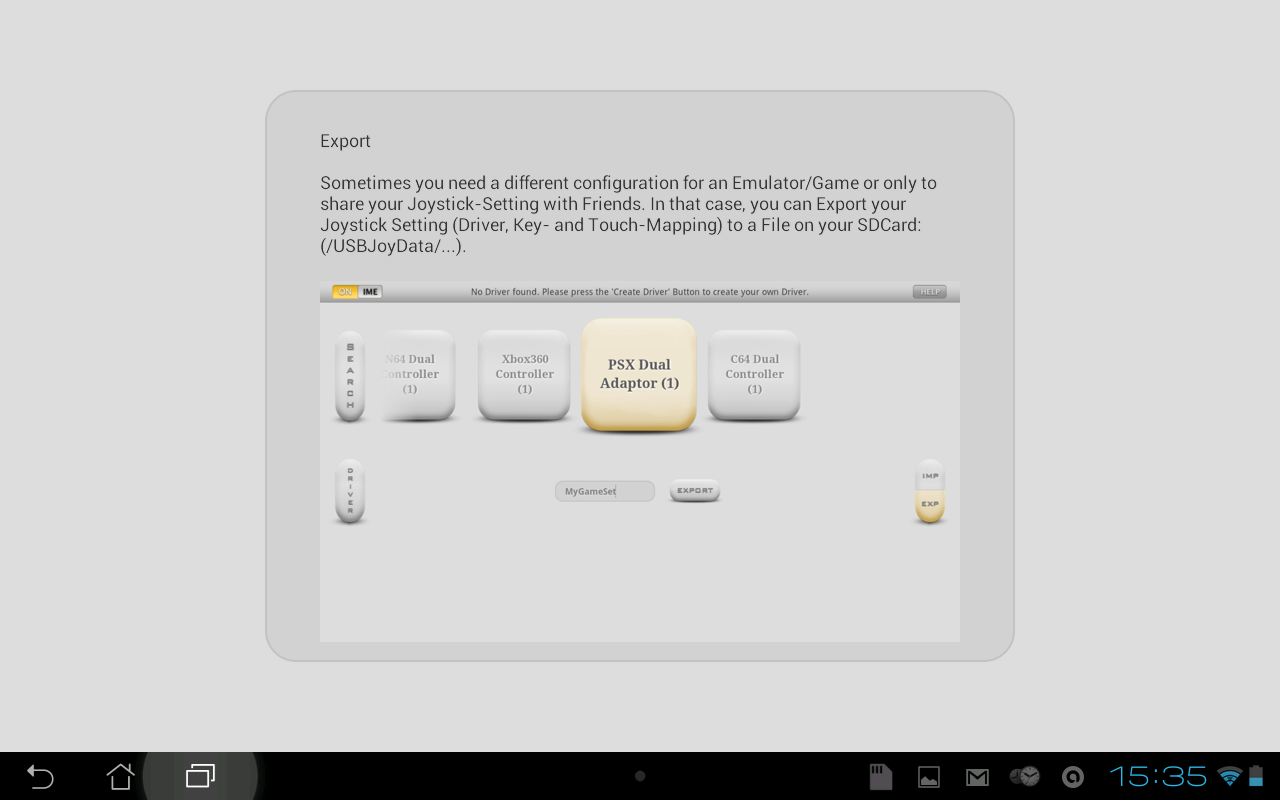 Export
Sometimes you need a different configuration for an Emulator/Game or only to
share your Joystick-Setting with Friends. In that case, you can Export your
Joystick Setting (Driver, Key- and Touch-Mapping) to a File on your SDCard:
(/USBJoyData/...).
ON IME
No Driver found. Please press the 'Create Driver' Button to create your own Driver.
HELP
SEARCH
N64 Dual
Controller
(1)
Xbox360
Controller
(1)
PSX Dual
Adaptor (1)
C64 Dual
Controller
(1)
DRIVER
MyGameSet
EXPORT
IMP
EXP
15:35